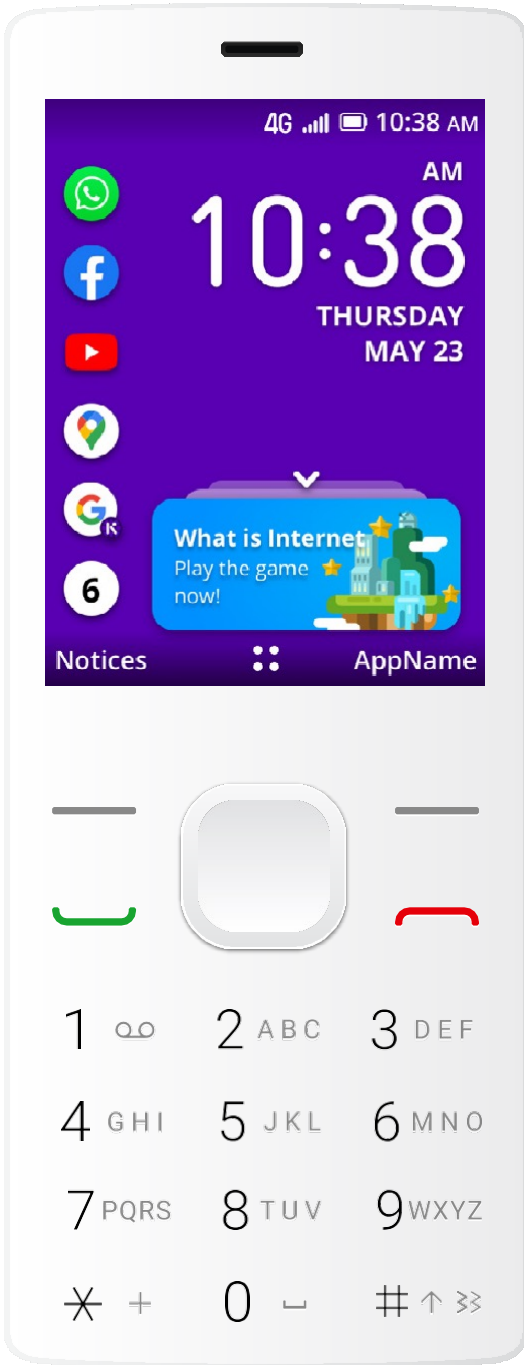 4G 10:38 AM
AM
10:38
THURSDAY
MAY 23
What is Internet
Play the game
now!
6
Notices
AppName
1
2 ABC
3 DEF
4 GHI
5 JKL
6 MNO
7 PQRS
8 TUV
9 WXYZ
* +
0
#